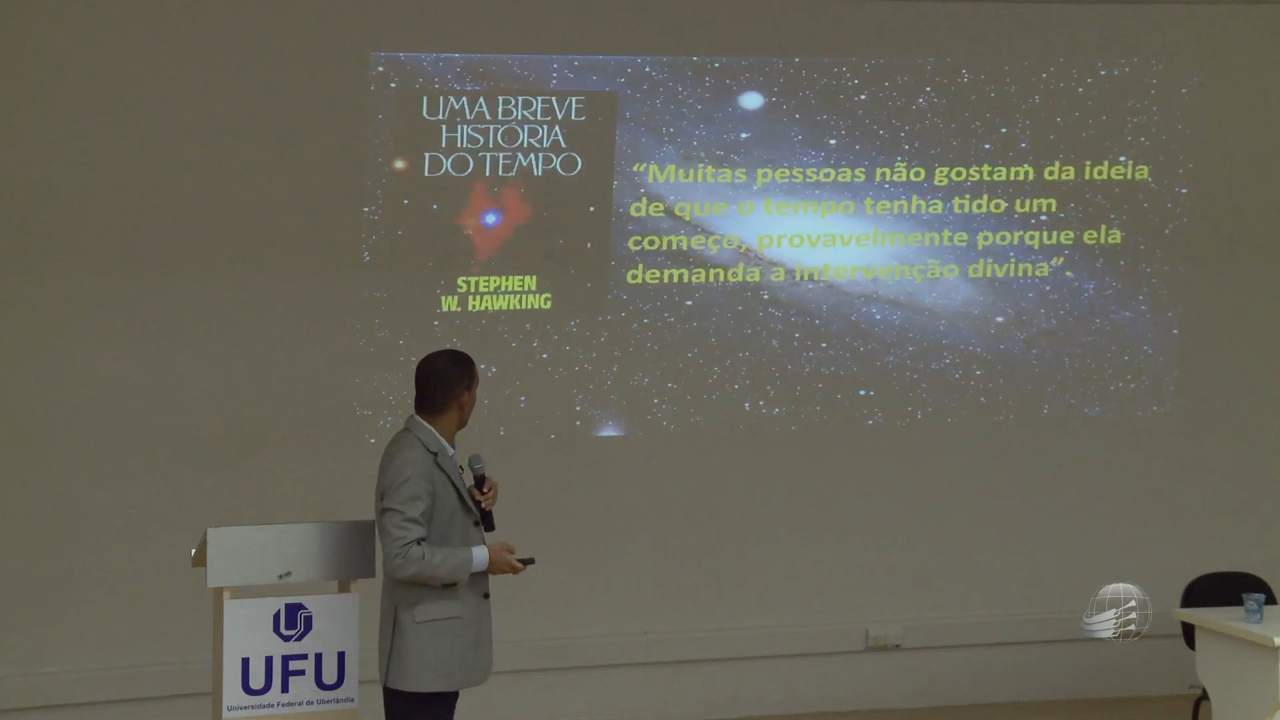 UMA BREVE
HISTÓRIA
DO TEMPO
STEPHEN
W. HAWKING
“Muitas pessoas não gostam da ideia
de que o tempo tenha tido um
começo, provavelmente porque ela
demanda a intervenção divina”.
UFU
Universidade Federal de Uberlândia